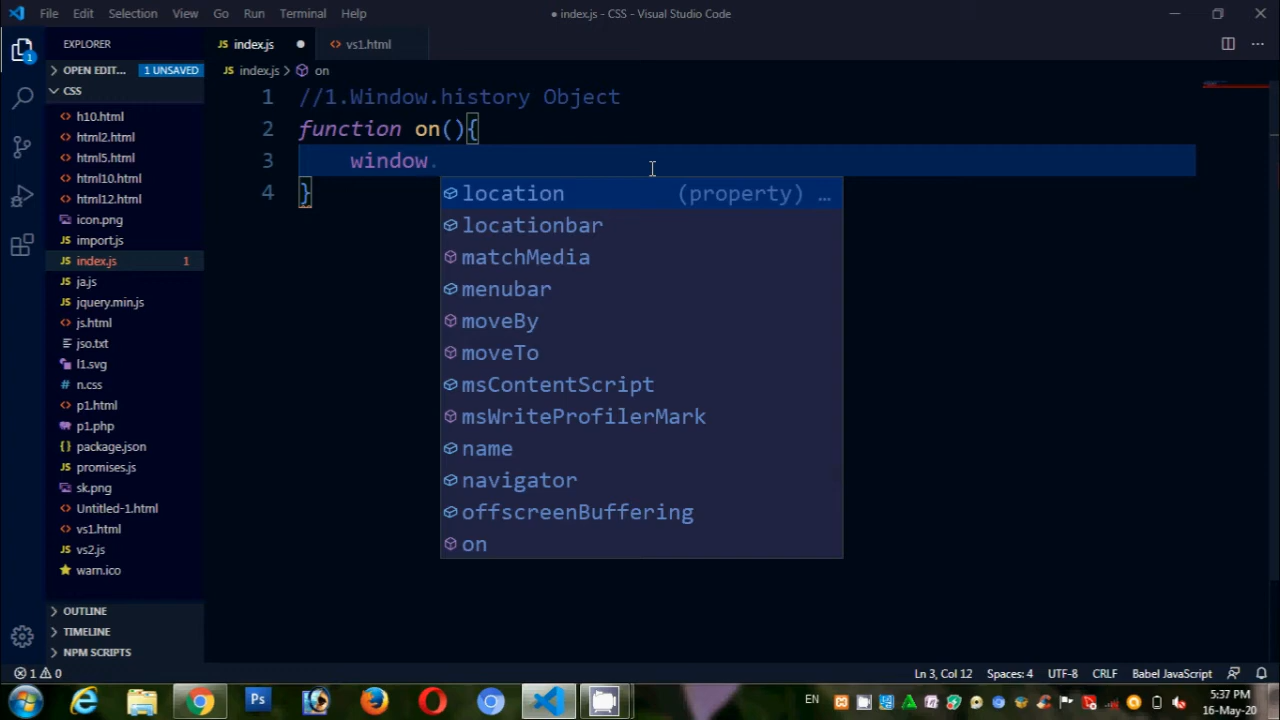 File Edit Selection View Go Run Terminal Help
● index.js - CSS - Visual Studio Code
EXPLORER
JS index.js ●
<> vs1.html
OPEN EDIT... 1 UNSAVED
JS index.js > on
CSS
h10.html
html2.html
html5.html
html10.html
html12.html
icon.png
import.js
index.js 1
ja.js
jquery.min.js
js.html
jso.txt
l1.svg
n.css
p1.html
p1.php
package.json
promises.js
sk.png
Untitled-1.html
vs1.html
vs2.js
warn.ico
OUTLINE
TIMELINE
NPM SCRIPTS
1 //1.Window.history Object
2 function on(){
3 window.
4 }
location (property) ...
locationbar
matchMedia
menubar
moveBy
moveTo
msContentScript
msWriteProfilerMark
name
navigator
offscreenBuffering
on
1 0
Ln 3, Col 12 Spaces: 4 UTF-8 CRLF Babel JavaScript
Ps
EN
5:37 PM
16-May-20